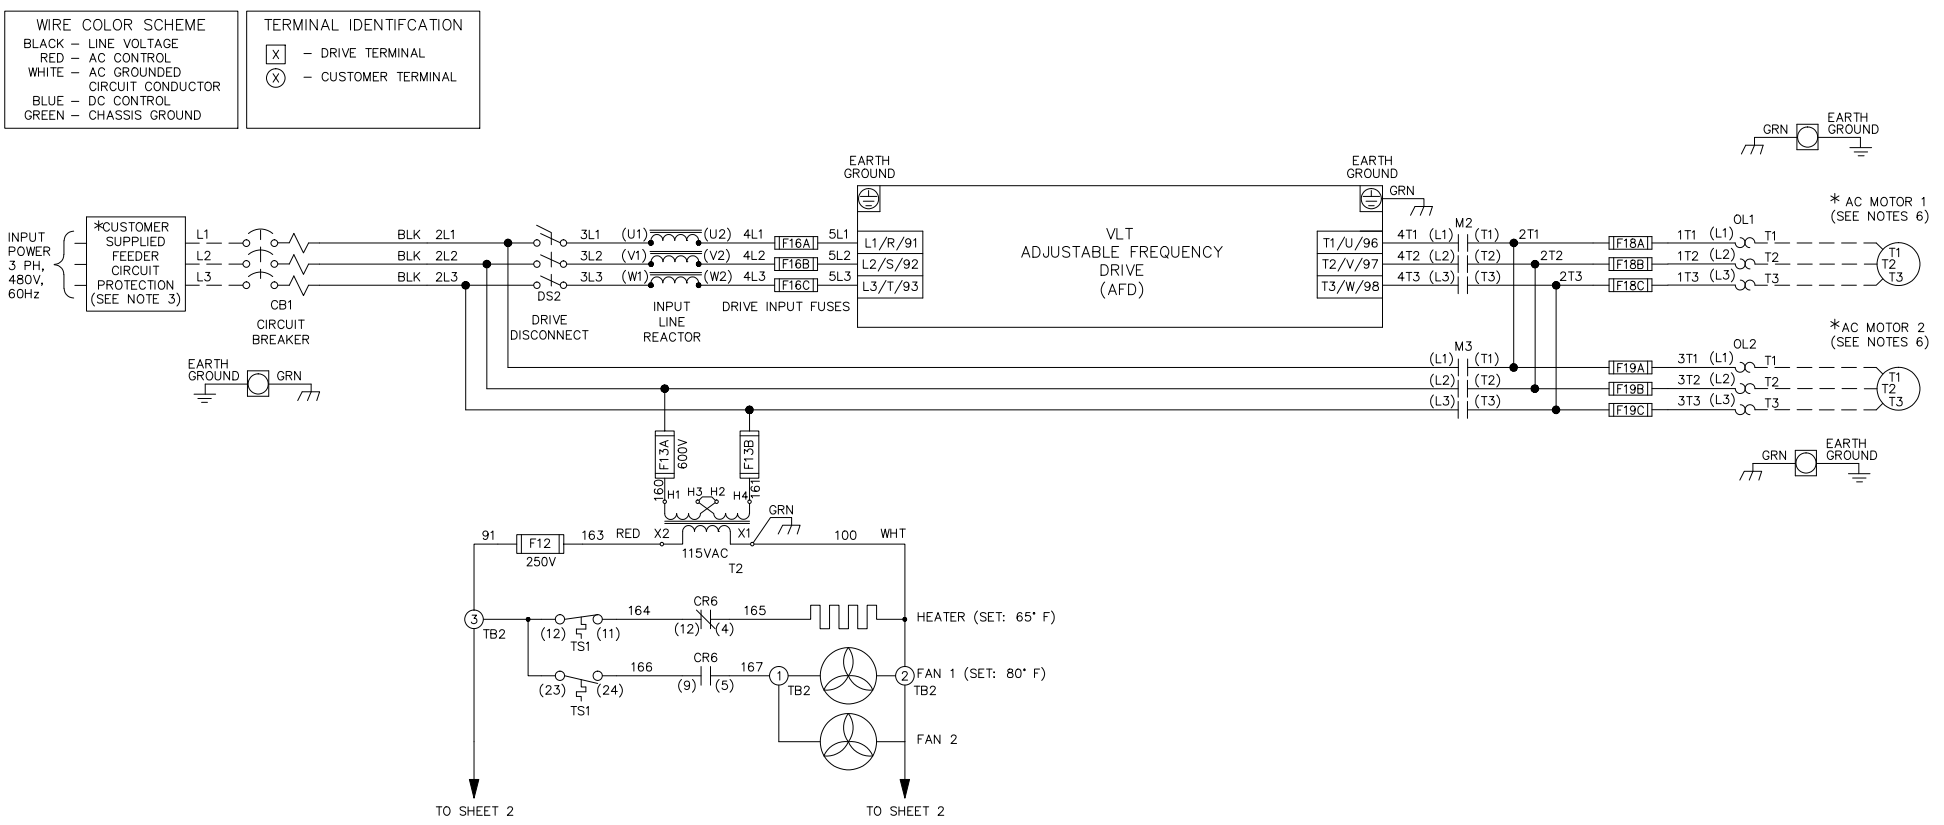 WIRE COLOR SCHEME
BLACK – LINE VOLTAGE
RED – AC CONTROL
WHITE – AC GROUNDED
CIRCUIT CONDUCTOR
BLUE – DC CONTROL
GREEN – CHASSIS GROUND
TERMINAL IDENTIFCATION
X – DRIVE TERMINAL
X – CUSTOMER TERMINAL
GRN
EARTH
GROUND
INPUT
POWER
3 PH,
480V,
60Hz
*CUSTOMER
SUPPLIED
FEEDER
CIRCUIT
PROTECTION
(SEE NOTE 3)
L1
L2
L3
CB1
CIRCUIT
BREAKER
BLK 2L1
BLK 2L2
BLK 2L3
DS2
DRIVE
DISCONNECT
3L1 (U1) (U2) 4L1 F16A 5L1
3L2 (V1) (V2) 4L2 F16B 5L2
3L3 (W1) (W2) 4L3 F16C 5L3
INPUT
LINE
REACTOR
DRIVE INPUT FUSES
EARTH
GROUND
L1/R/91
L2/S/92
L3/T/93
VLT
ADJUSTABLE FREQUENCY
DRIVE
(AFD)
EARTH
GROUND
GRN
T1/U/96
T2/V/97
T3/W/98
M2
4T1 (L1) (T1) 2T1 F18A 1T1 (L1) T1
4T2 (L2) (T2) 2T2 F18B 1T2 (L2) T2
4T3 (L3) (T3) 2T3 F18C 1T3 (L3) T3
OL1
* AC MOTOR 1
(SEE NOTES 6)
T1
T2
T3
M3
(L1) (T1) F19A 3T1 (L1) T1
(L2) (T2) F19B 3T2 (L2) T2
(L3) (T3) F19C 3T3 (L3) T3
OL2
*AC MOTOR 2
(SEE NOTES 6)
T1
T2
T3
GRN
EARTH
GROUND
EARTH
GROUND
GRN
F13A
600V
F13B
160
161
H1 H3 H2 H4
GRN
91 F12 163 RED X2 X1 100 WHT
250V
115VAC
T2
3
TB2
(12) (11)
TS1
164
CR6
(12) (4)
165
HEATER (SET: 65° F)
(23) (24)
TS1
166
CR6
(9) (5)
167
1
TB2
2
TB2
FAN 1 (SET: 80° F)
FAN 2
TO SHEET 2
TO SHEET 2